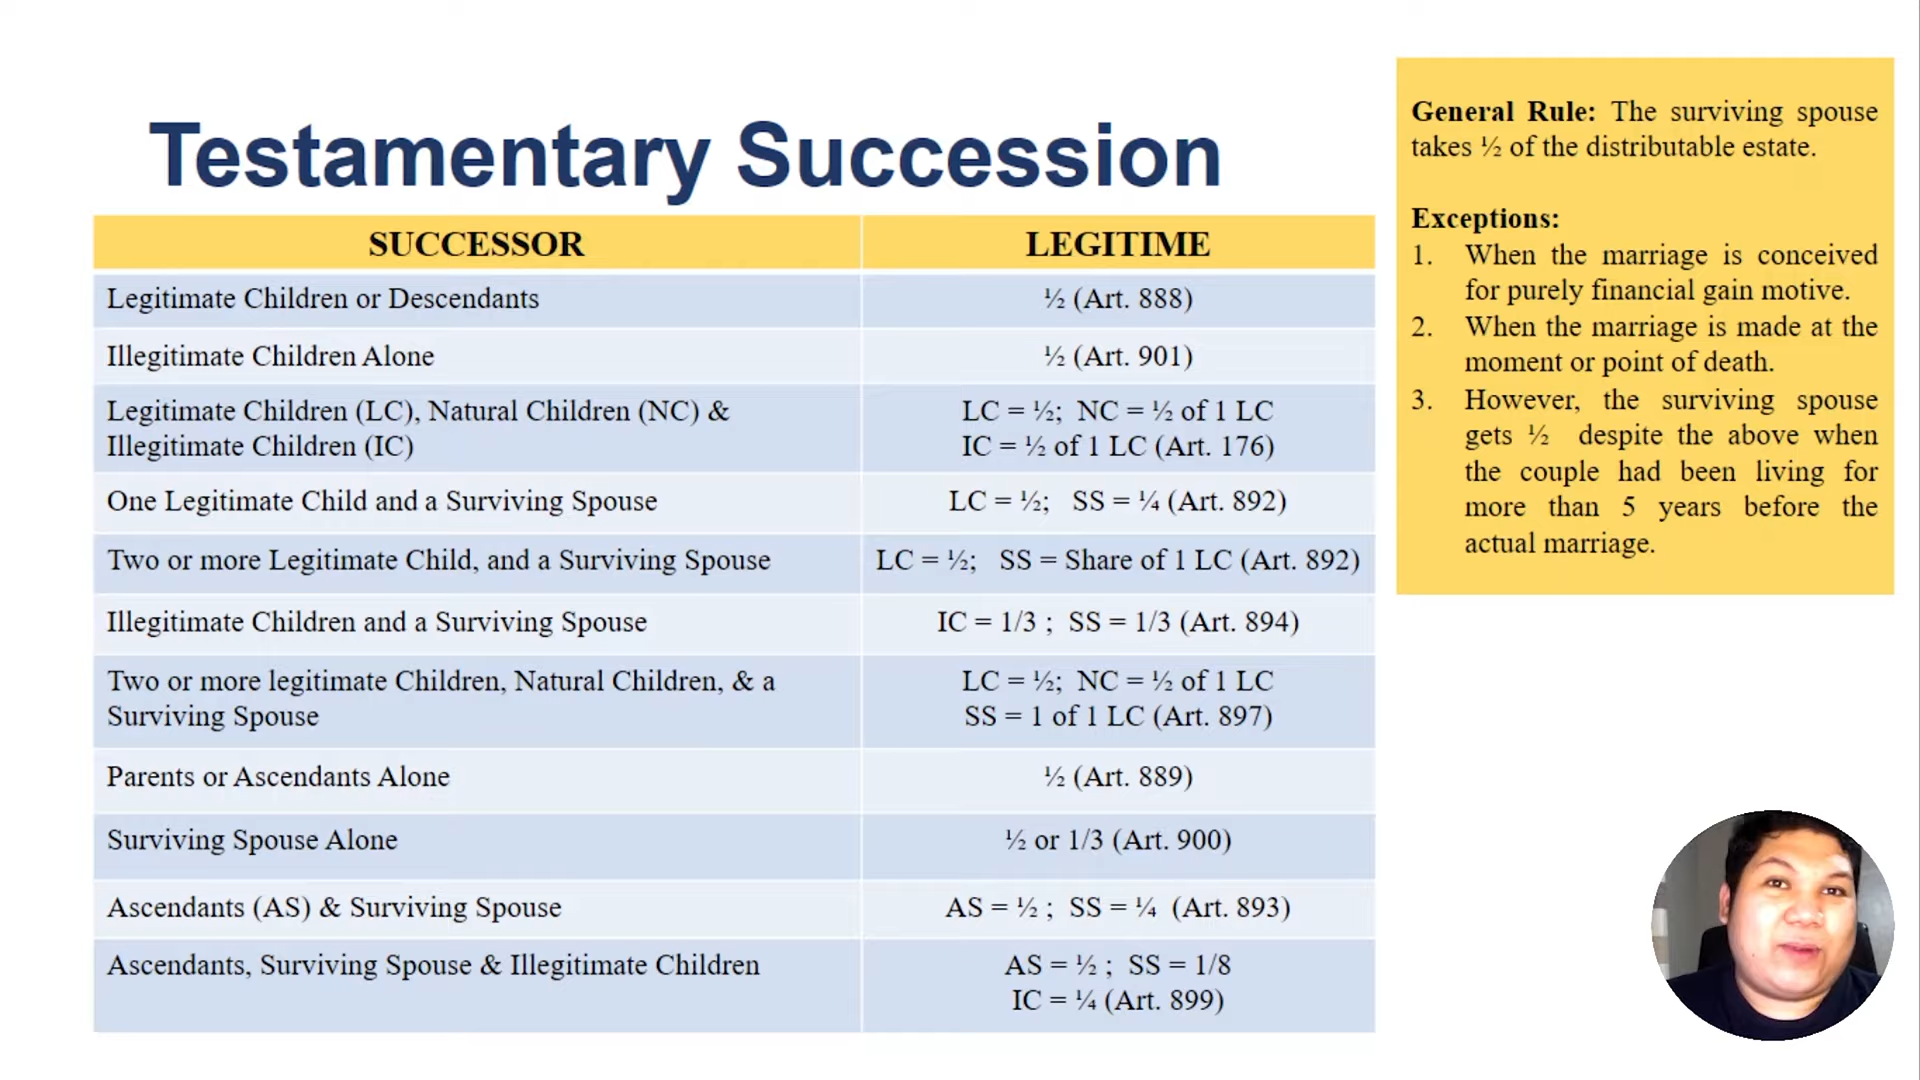 Testamentary Succession
SUCCESSOR LEGITIME
Legitimate Children or Descendants ½ (Art. 888)
Illegitimate Children Alone ½ (Art. 901)
Legitimate Children (LC), Natural Children (NC) & LC = ½; NC = ½ of 1 LC
Illegitimate Children (IC) IC = ½ of 1 LC (Art. 176)
One Legitimate Child and a Surviving Spouse LC = ½; SS = ¼ (Art. 892)
Two or more Legitimate Child, and a Surviving Spouse LC = ½; SS = Share of 1 LC (Art. 892)
Illegitimate Children and a Surviving Spouse IC = 1/3 ; SS = 1/3 (Art. 894)
Two or more legitimate Children, Natural Children, & a LC = ½; NC = ½ of 1 LC
Surviving Spouse SS = 1 of 1 LC (Art. 897)
Parents or Ascendants Alone ½ (Art. 889)
Surviving Spouse Alone ½ or 1/3 (Art. 900)
Ascendants (AS) & Surviving Spouse AS = ½ ; SS = ¼ (Art. 893)
Ascendants, Surviving Spouse & Illegitimate Children AS = ½ ; SS = 1/8
IC = ¼ (Art. 899)
General Rule: The surviving spouse
takes ½ of the distributable estate.
Exceptions:
1. When the marriage is conceived
for purely financial gain motive.
2. When the marriage is made at the
moment or point of death.
3. However, the surviving spouse
gets ½ despite the above when
the couple had been living for
more than 5 years before the
actual marriage.